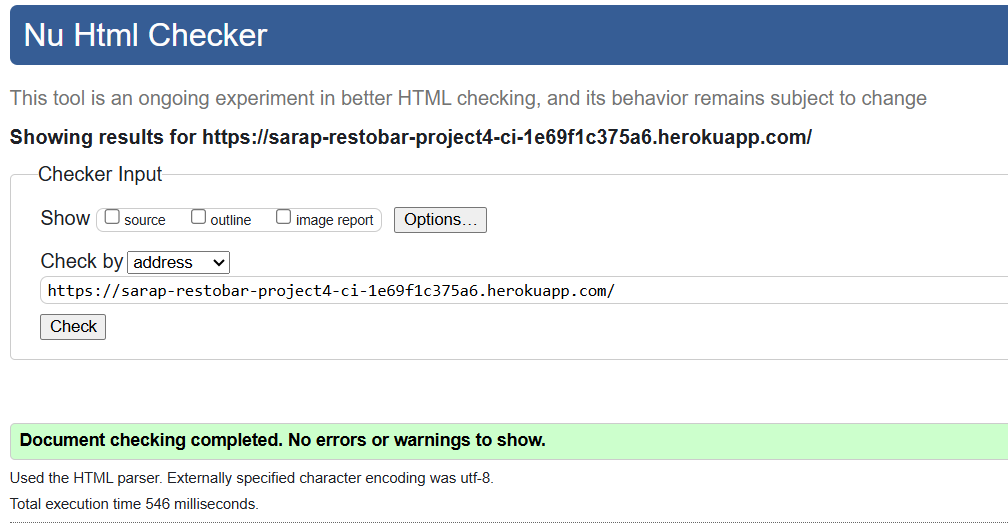 Nu Html Checker
This tool is an ongoing experiment in better HTML checking, and its behavior remains subject to change
Showing results for https://sarap-restobar-project4-ci-1e69f1c375a6.herokuapp.com/
Checker Input
Show source outline image report Options...
Check by address
https://sarap-restobar-project4-ci-1e69f1c375a6.herokuapp.com/
Check
Document checking completed. No errors or warnings to show.
Used the HTML parser. Externally specified character encoding was utf-8.
Total execution time 546 milliseconds.